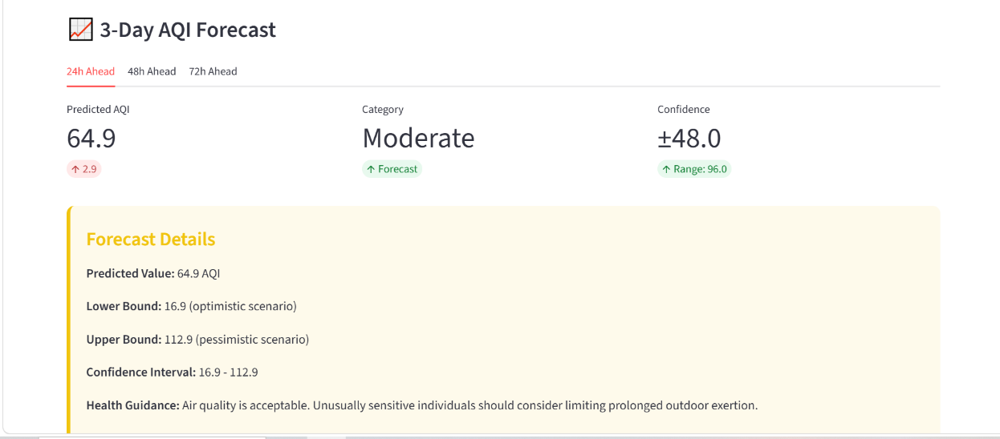 📈 3-Day AQI Forecast
24h Ahead 48h Ahead 72h Ahead
Predicted AQI Category Confidence
64.9 Moderate ±48.0
↑ 2.9 ↑ Forecast ↑ Range: 96.0
Forecast Details
Predicted Value: 64.9 AQI
Lower Bound: 16.9 (optimistic scenario)
Upper Bound: 112.9 (pessimistic scenario)
Confidence Interval: 16.9 - 112.9
Health Guidance: Air quality is acceptable. Unusually sensitive individuals should consider limiting prolonged outdoor exertion.